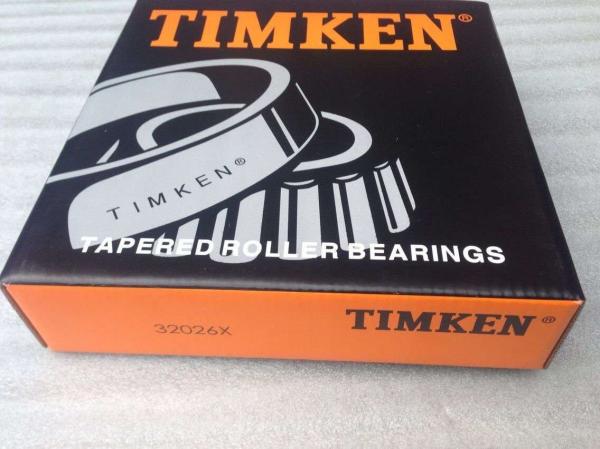 TIMKEN®
TIMKEN®
TAPERED ROLLER BEARINGS
32026X
TIMKEN®